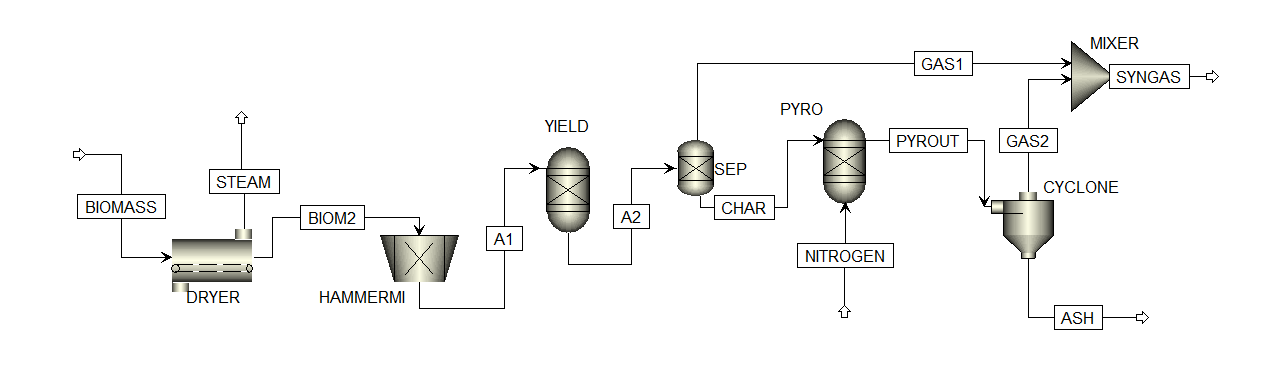 MIXER
GAS1
SYNGAS
PYRO
YIELD
PYROUT
GAS2
SEP
STEAM
CYCLONE
BIOMASS
CHAR
BIOM2
A2
A1
NITROGEN
DRYER
HAMMERMI
ASH